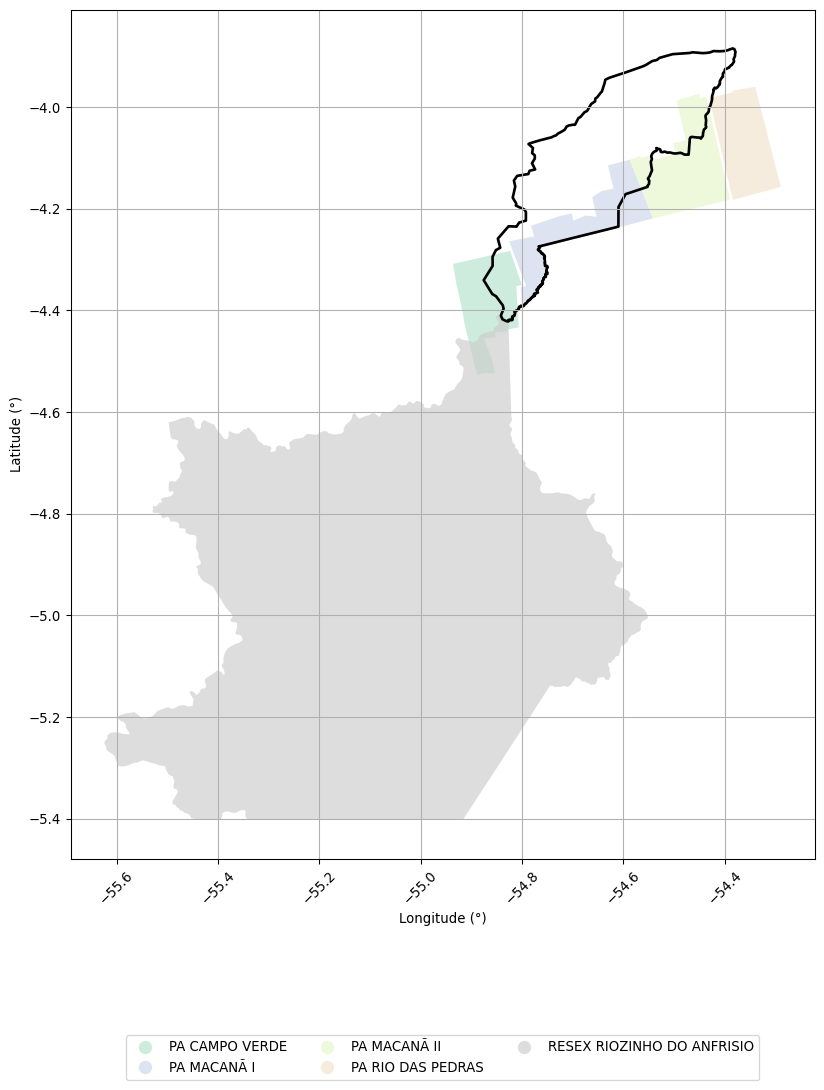 −4.0
−4.2
−4.4
−4.6
−4.8
−5.0
−5.2
−5.4
Latitude (°)
−55.6
−55.4
−55.2
−55.0
−54.8
−54.6
−54.4
Longitude (°)
PA CAMPO VERDE
PA MACANÃ I
PA MACANÃ II
PA RIO DAS PEDRAS
RESEX RIOZINHO DO ANFRISIO